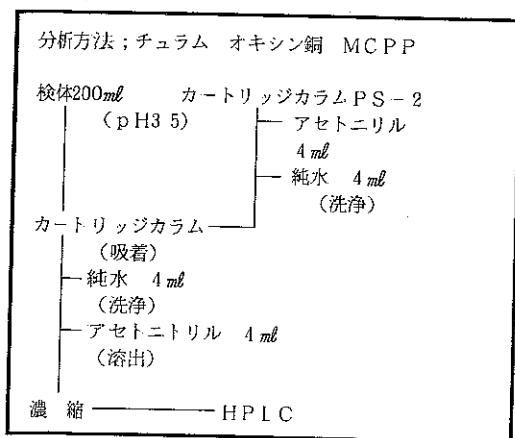 分析方法；チュラム　オキシン銅　MCPP
検体200ml　カートリッジカラムPS－2
（pH3 5）　アセトニリル
4ml
純水　4ml
（洗浄）
カートリッジカラム
（吸着）
純水　4ml
（洗浄）
アセトニトリル　4ml
（溶出）
濃　縮　HPLC